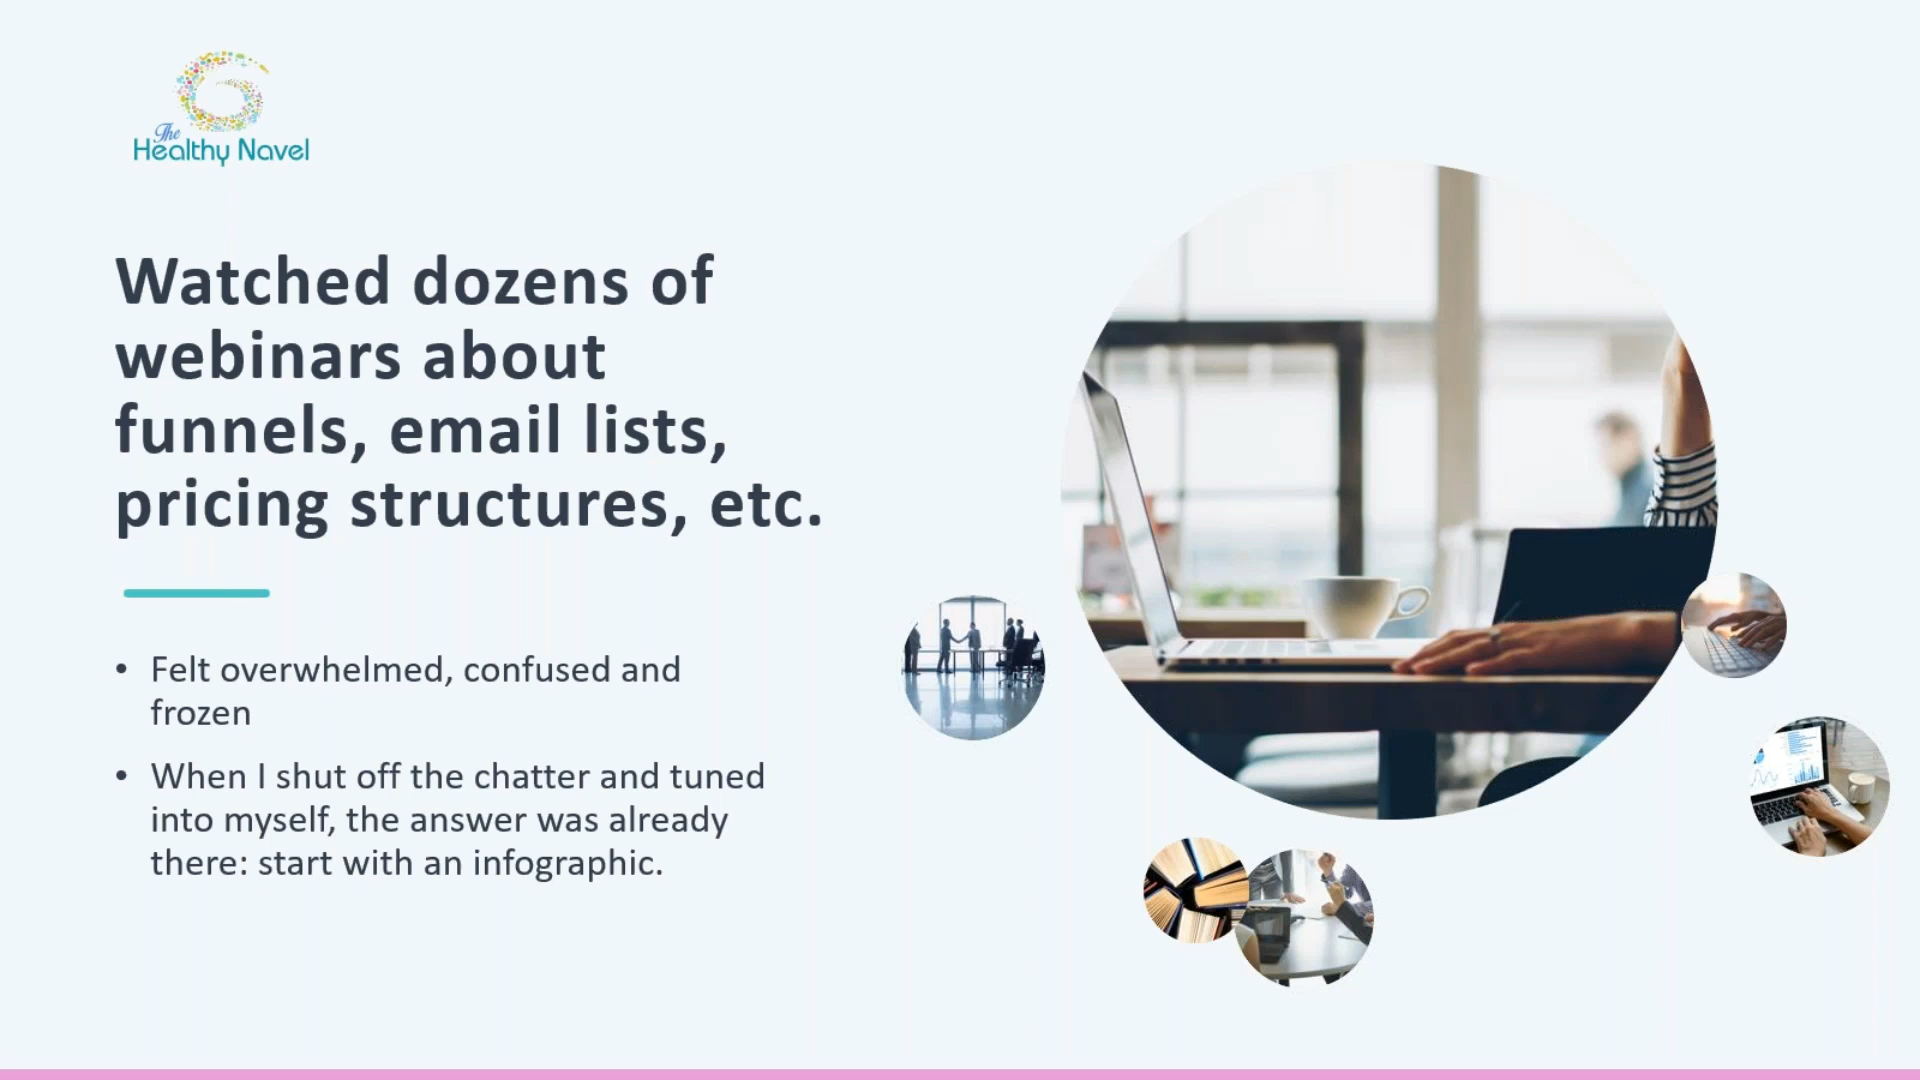 The
Healthy Navel
Watched dozens of
webinars about
funnels, email lists,
pricing structures, etc.
• Felt overwhelmed, confused and
frozen
• When I shut off the chatter and tuned
into myself, the answer was already
there: start with an infographic.